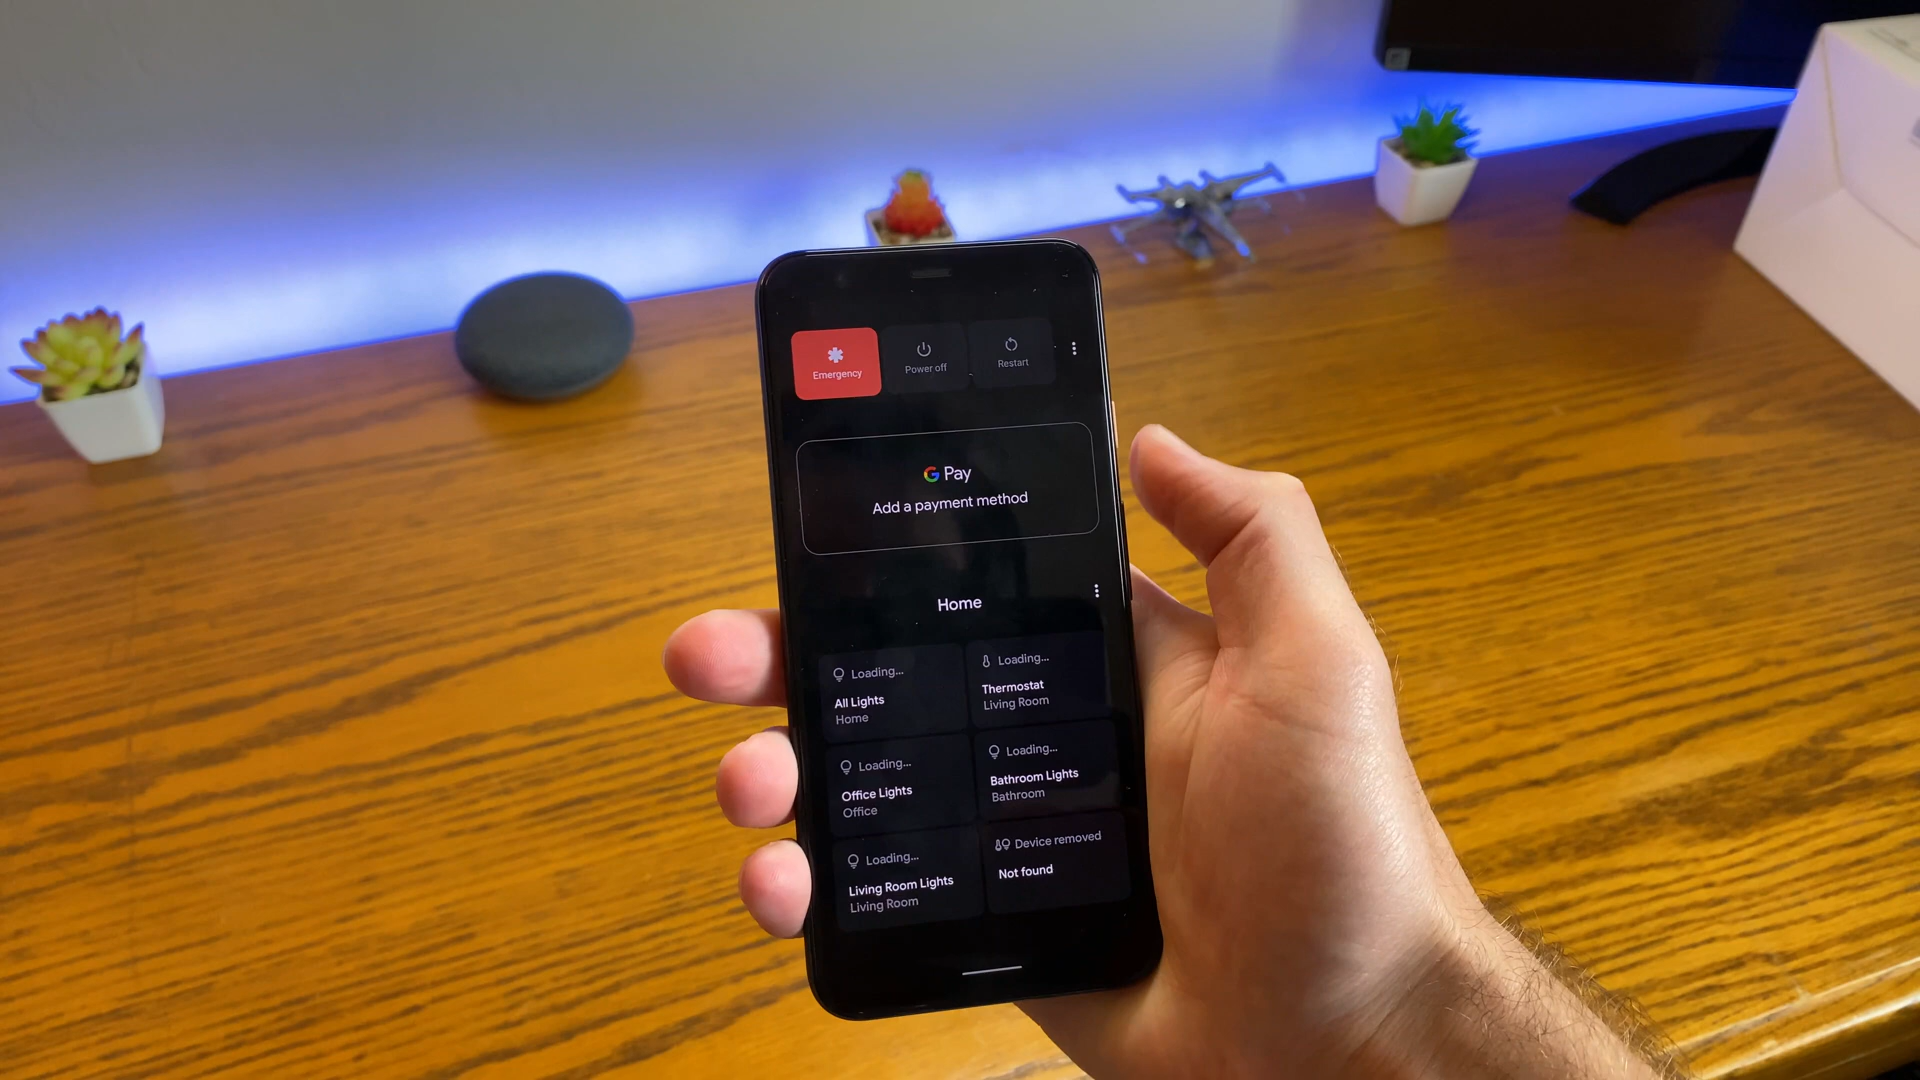 Emergency
Power off
Restart
G Pay
Add a payment method
Home
Loading...
All Lights
Home
Loading...
Thermostat
Living Room
Loading...
Office Lights
Office
Loading...
Bathroom Lights
Bathroom
Loading...
Living Room Lights
Living Room
Device removed
Not found